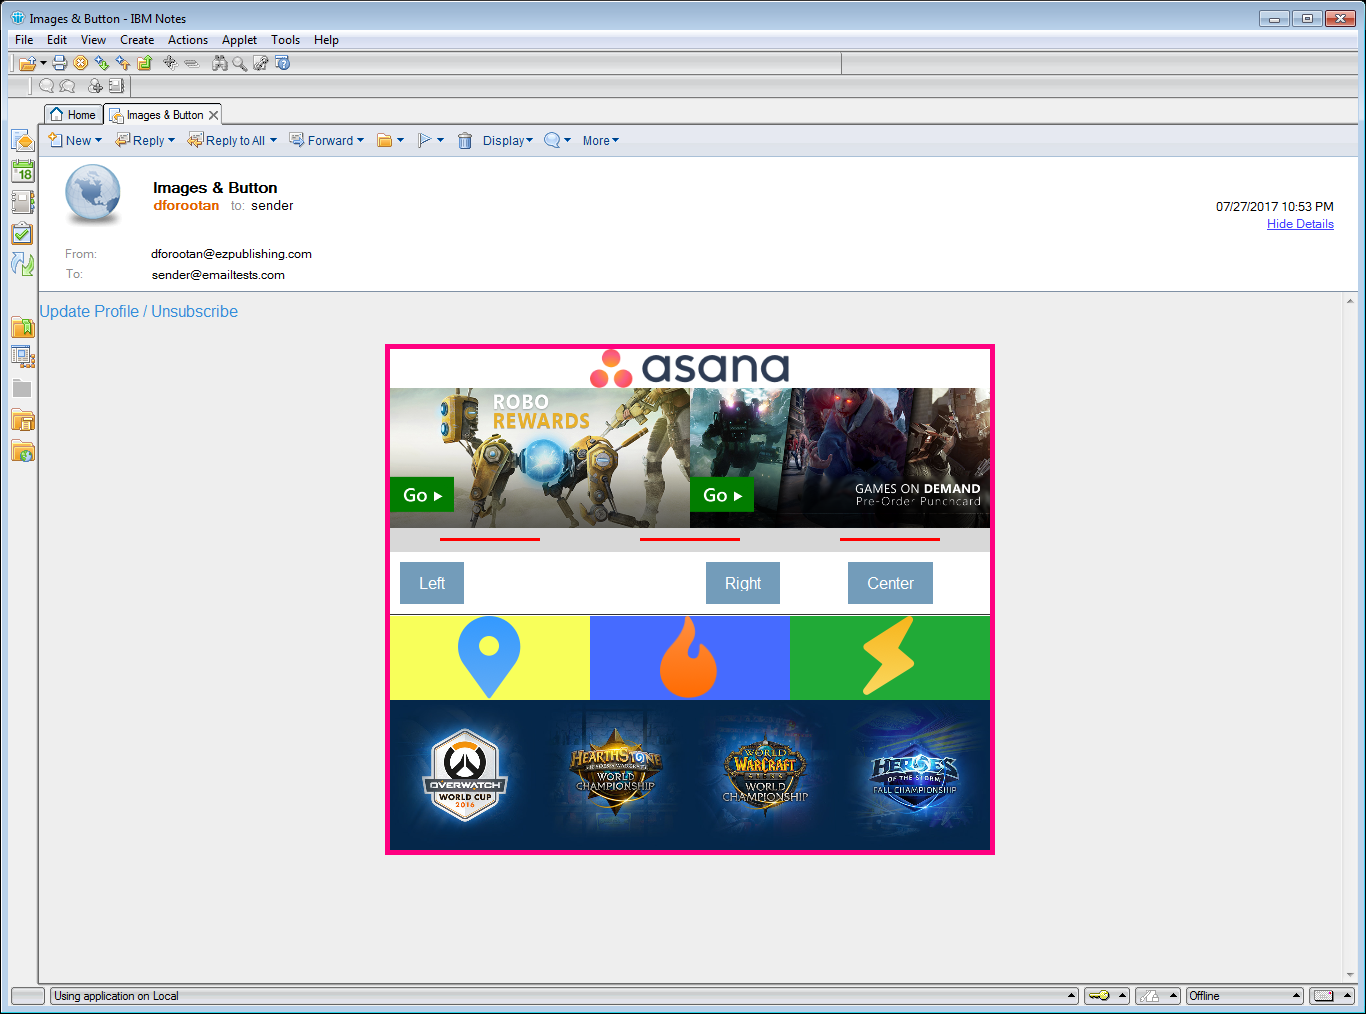 Images & Button - IBM Notes
File Edit View Create Actions Applet Tools Help
Home Images & Button
New Reply Reply to All Forward Display More
18
Images & Button
dforootan to: sender
07/27/2017 10:53 PM
Hide Details
From: dforootan@ezpublishing.com
To: sender@emailtests.com
Update Profile / Unsubscribe
asana
ROBO
REWARDS
Go
Go
GAMES ON DEMAND
Pre-Order Punchcard
Left Right Center
OVERWATCH
WORLD CUP
2016
HEARTHSTONE
HEROES OF WARCRAFT
WORLD
CHAMPIONSHIP
WORLD
WARCRAFT
WORLD
CHAMPIONSHIP
HEROES
OF THE STORM
FALL CHAMPIONSHIP
Using application on Local
Offline